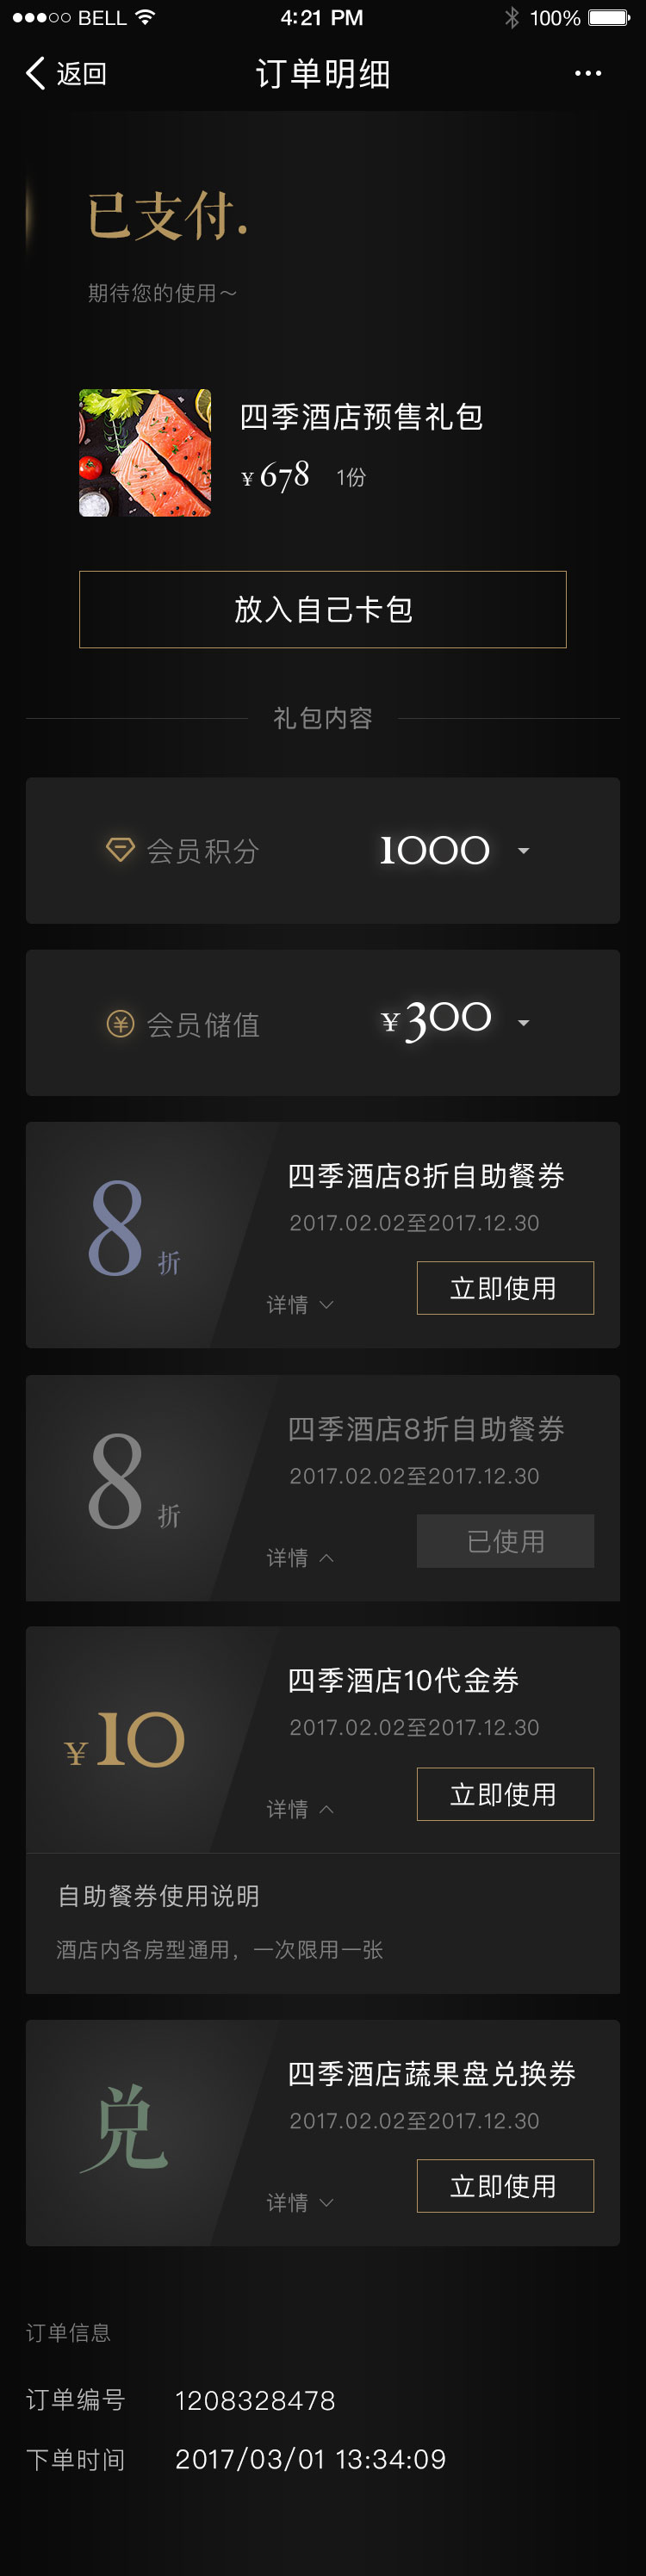 BELL 4:21 PM 100%
返回 订单明细
已支付.
期待您的使用～
四季酒店预售礼包
¥678 1份
放入自己卡包
礼包内容
会员积分 1000
会员储值 ¥300
8折
四季酒店8折自助餐券
2017.02.02至2017.12.30
详情 立即使用
8折
四季酒店8折自助餐券
2017.02.02至2017.12.30
详情 已使用
¥10
四季酒店10代金券
2017.02.02至2017.12.30
详情 立即使用
自助餐券使用说明
酒店内各房型通用，一次限用一张
兑
四季酒店蔬果盘兑换券
2017.02.02至2017.12.30
详情 立即使用
订单信息
订单编号 1208328478
下单时间 2017/03/01 13:34:09